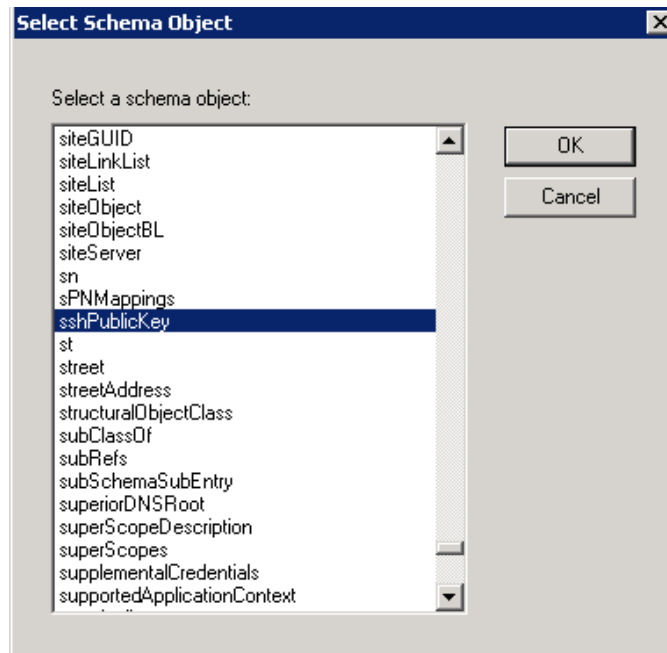 Select Schema Object
Select a schema object:
siteGUID
siteLinkList
siteList
siteObject
siteObjectBL
siteServer
sn
sPNMappings
sshPublicKey
st
street
streetAddress
structuralObjectClass
subClassOf
subRefs
subSchemaSubEntry
superiorDNSRoot
superScopeDescription
superScopes
supplementalCredentials
supportedApplicationContext
OK
Cancel